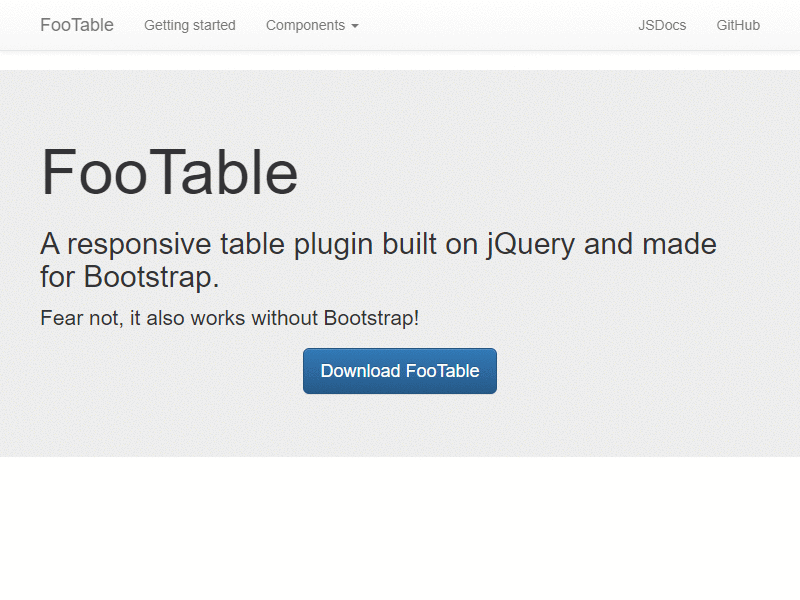 FooTable Getting started Components JSDocs GitHub
FooTable
A responsive table plugin built on jQuery and made
for Bootstrap.
Fear not, it also works without Bootstrap!
Download FooTable